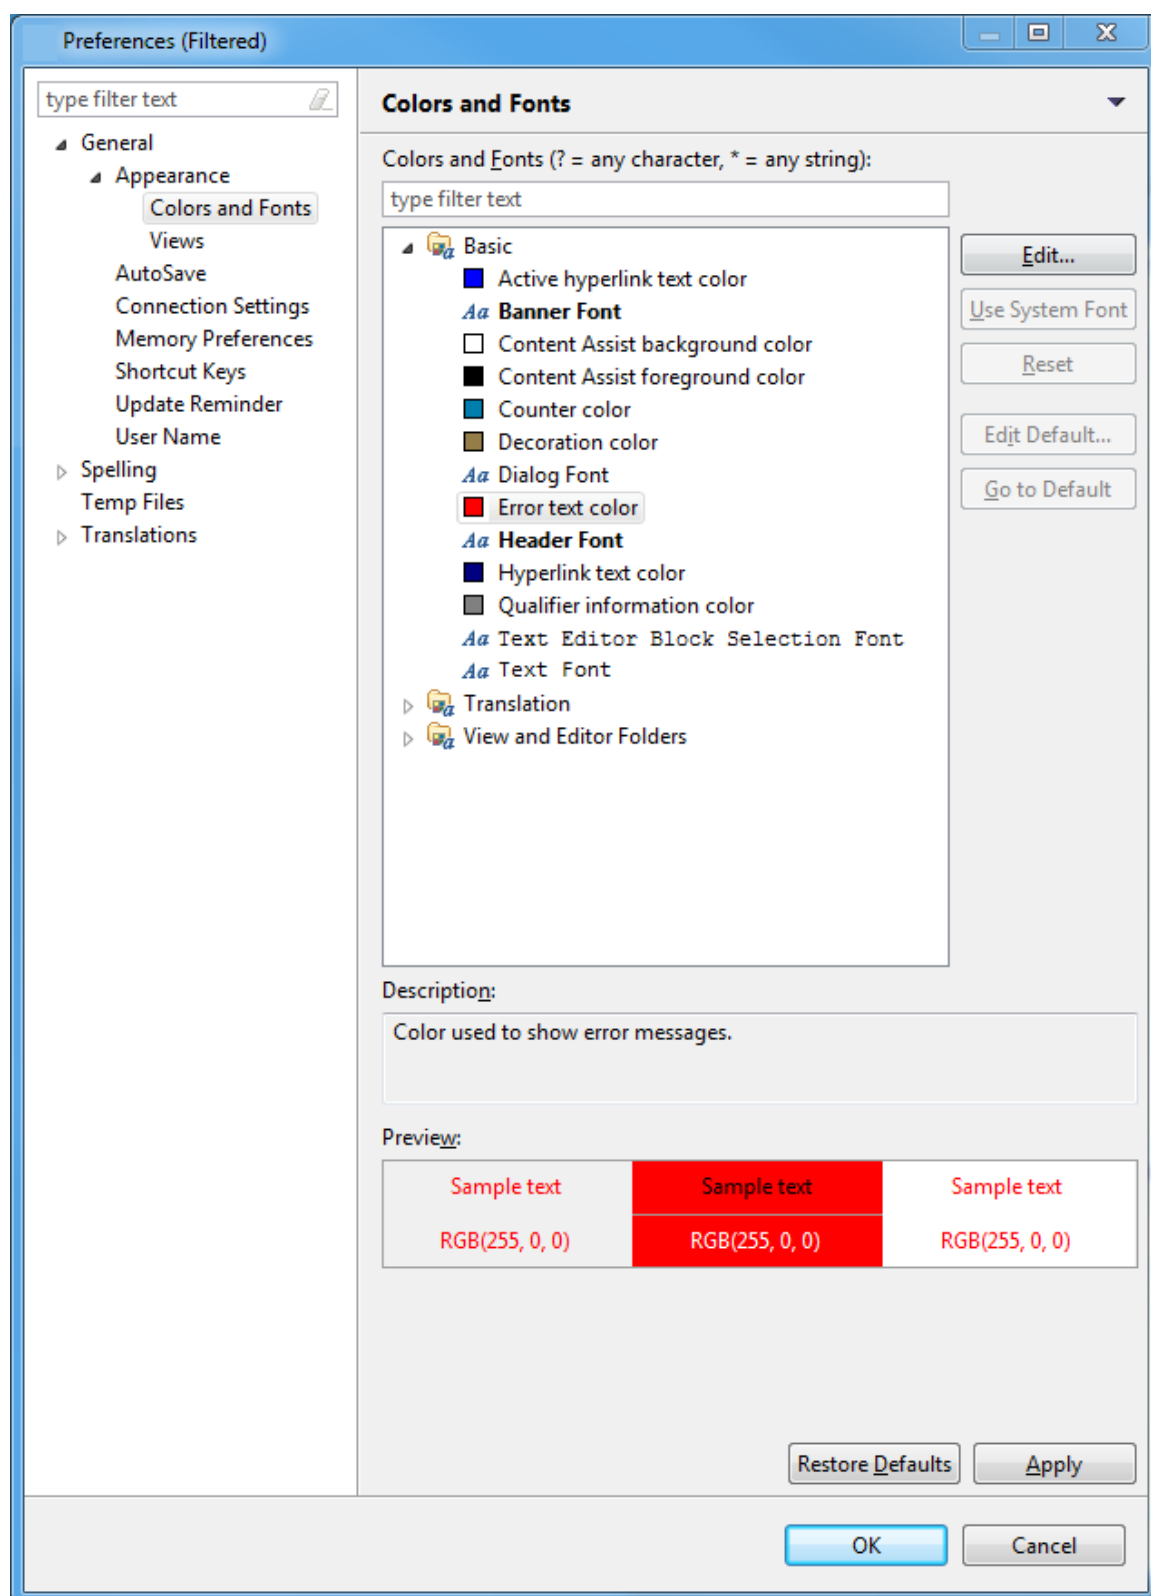 Preferences (Filtered)
type filter text
General
Appearance
Colors and Fonts
Views
AutoSave
Connection Settings
Memory Preferences
Shortcut Keys
Update Reminder
User Name
Spelling
Temp Files
Translations
Colors and Fonts
Colors and Fonts (? = any character, * = any string):
type filter text
Basic
Active hyperlink text color
Aa Banner Font
Content Assist background color
Content Assist foreground color
Counter color
Decoration color
Aa Dialog Font
Error text color
Aa Header Font
Hyperlink text color
Qualifier information color
Aa Text Editor Block Selection Font
Aa Text Font
Translation
View and Editor Folders
Edit...
Use System Font
Reset
Edit Default...
Go to Default
Description:
Color used to show error messages.
Preview:
Sample text Sample text Sample text
RGB(255, 0, 0) RGB(255, 0, 0) RGB(255, 0, 0)
Restore Defaults Apply
OK Cancel